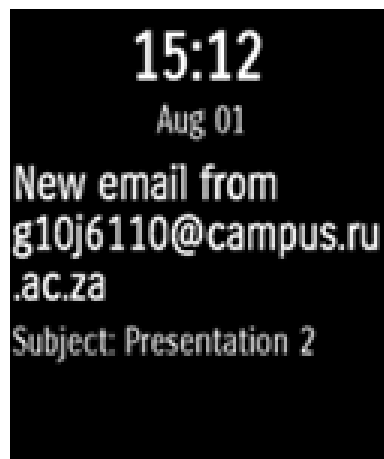 15:12
Aug 01
New email from
g10j6110@campus.ru
.ac.za
Subject: Presentation 2